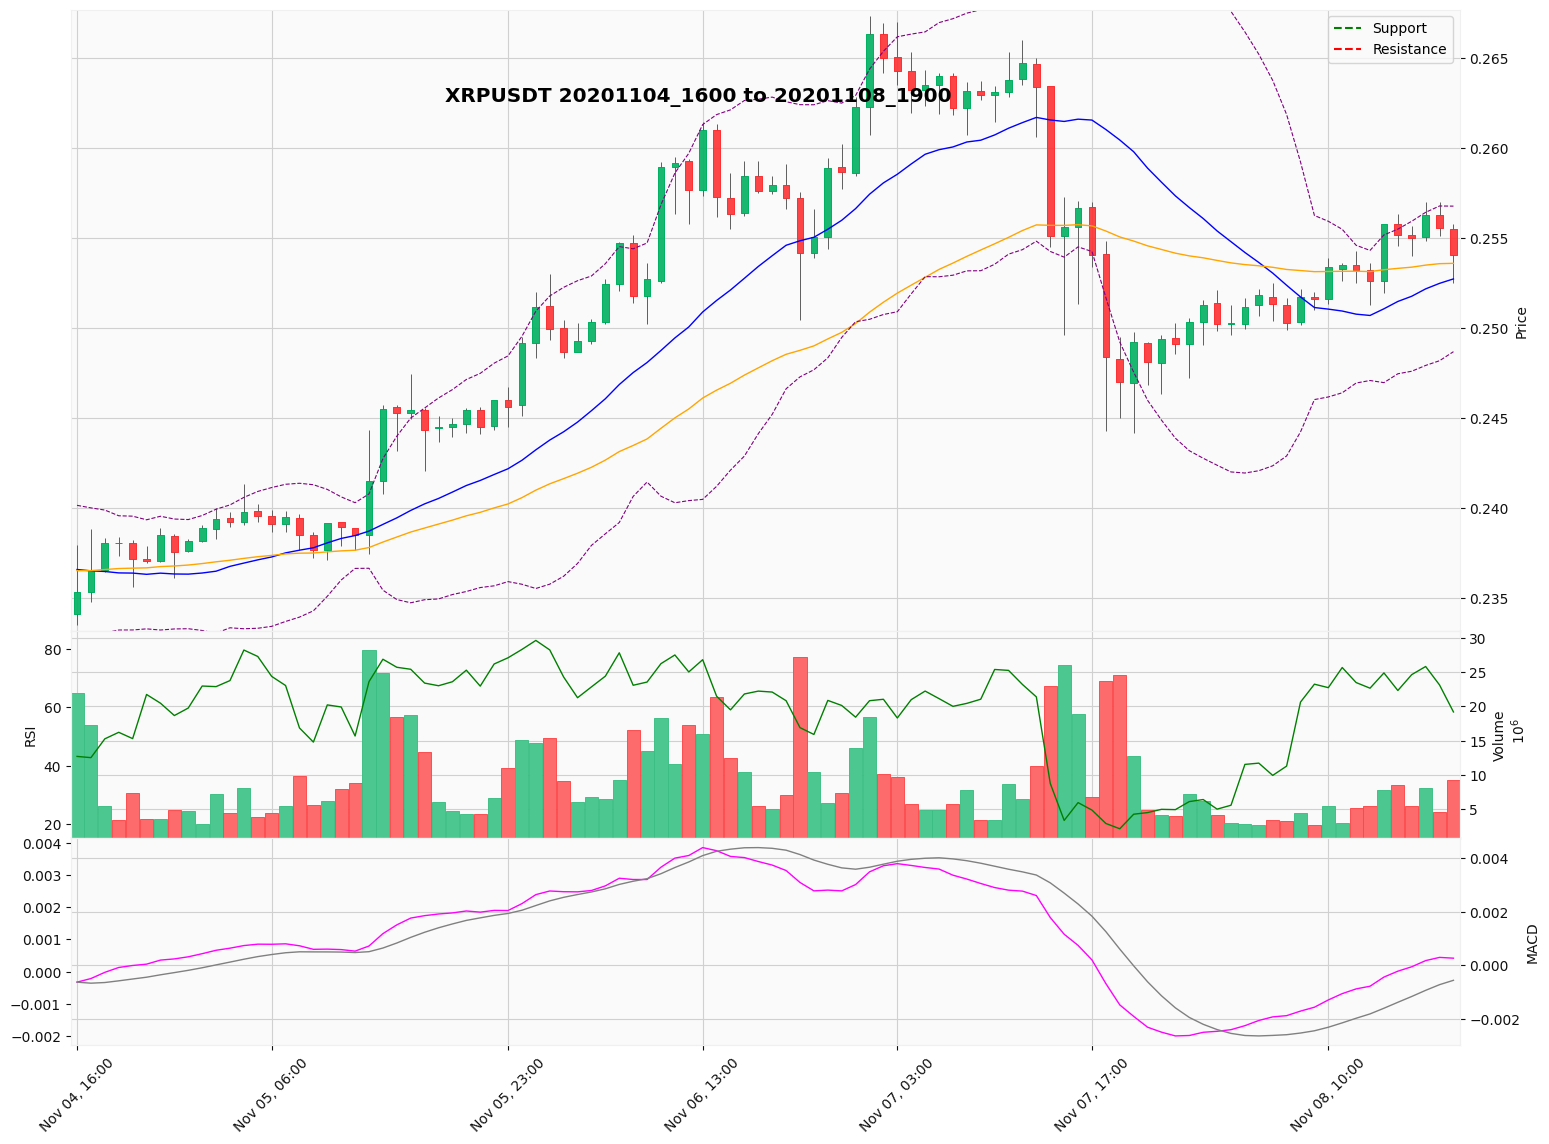 Support
Resistance
XRPUSDT 20201104_1600 to 20201108_1900
0.265
0.260
0.255
0.250
0.245
0.240
0.235
Price
80
60
40
20
RSI
30
25
20
15
10
5
Volume
10^6
0.004
0.003
0.002
0.001
0.000
−0.001
−0.002
0.004
0.002
0.000
−0.002
MACD
Nov 04, 16:00
Nov 05, 06:00
Nov 05, 23:00
Nov 06, 13:00
Nov 07, 03:00
Nov 07, 17:00
Nov 08, 10:00